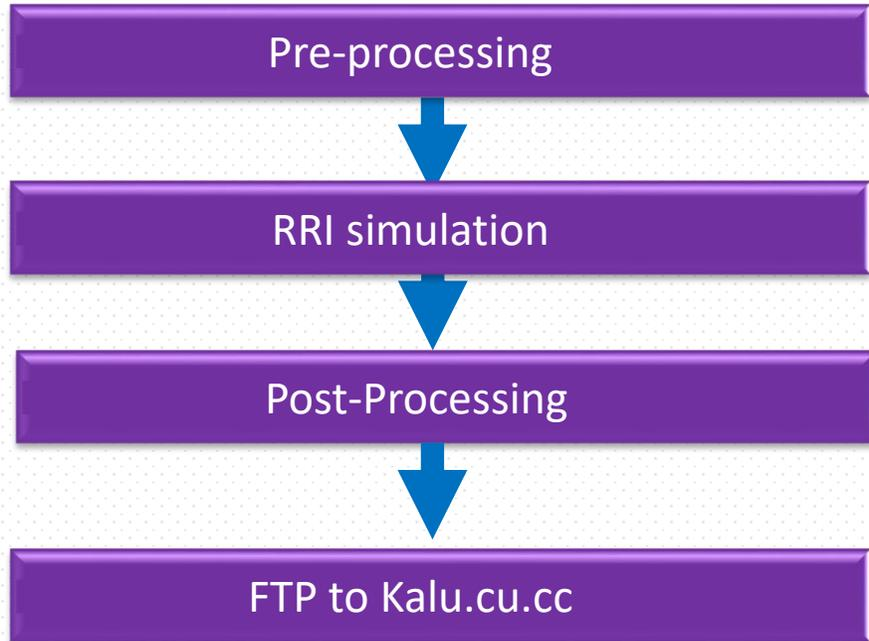 Pre-processing
RRI simulation
Post-Processing
FTP to Kalu.cu.cc